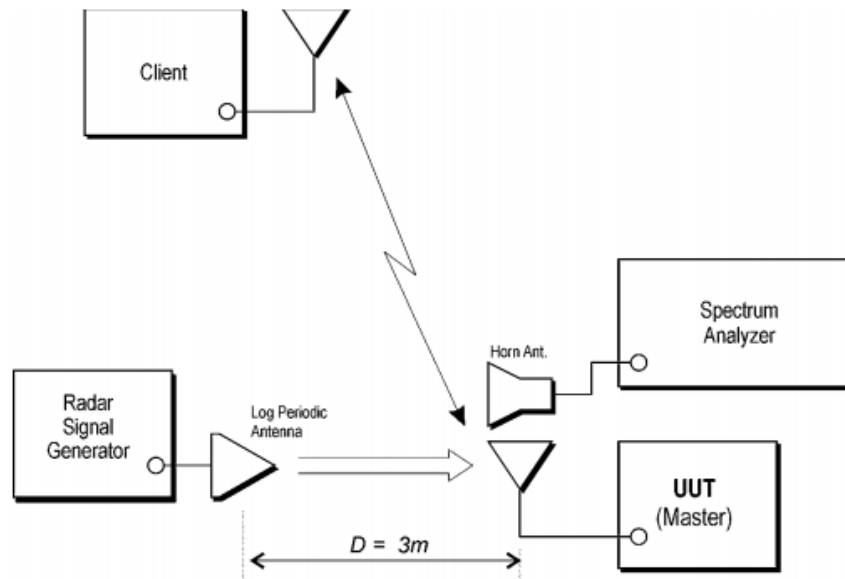 Client
Spectrum
Analyzer
Horn Ant.
Radar
Signal
Generator
Log Periodic
Antenna
UUT
(Master)
D = 3m